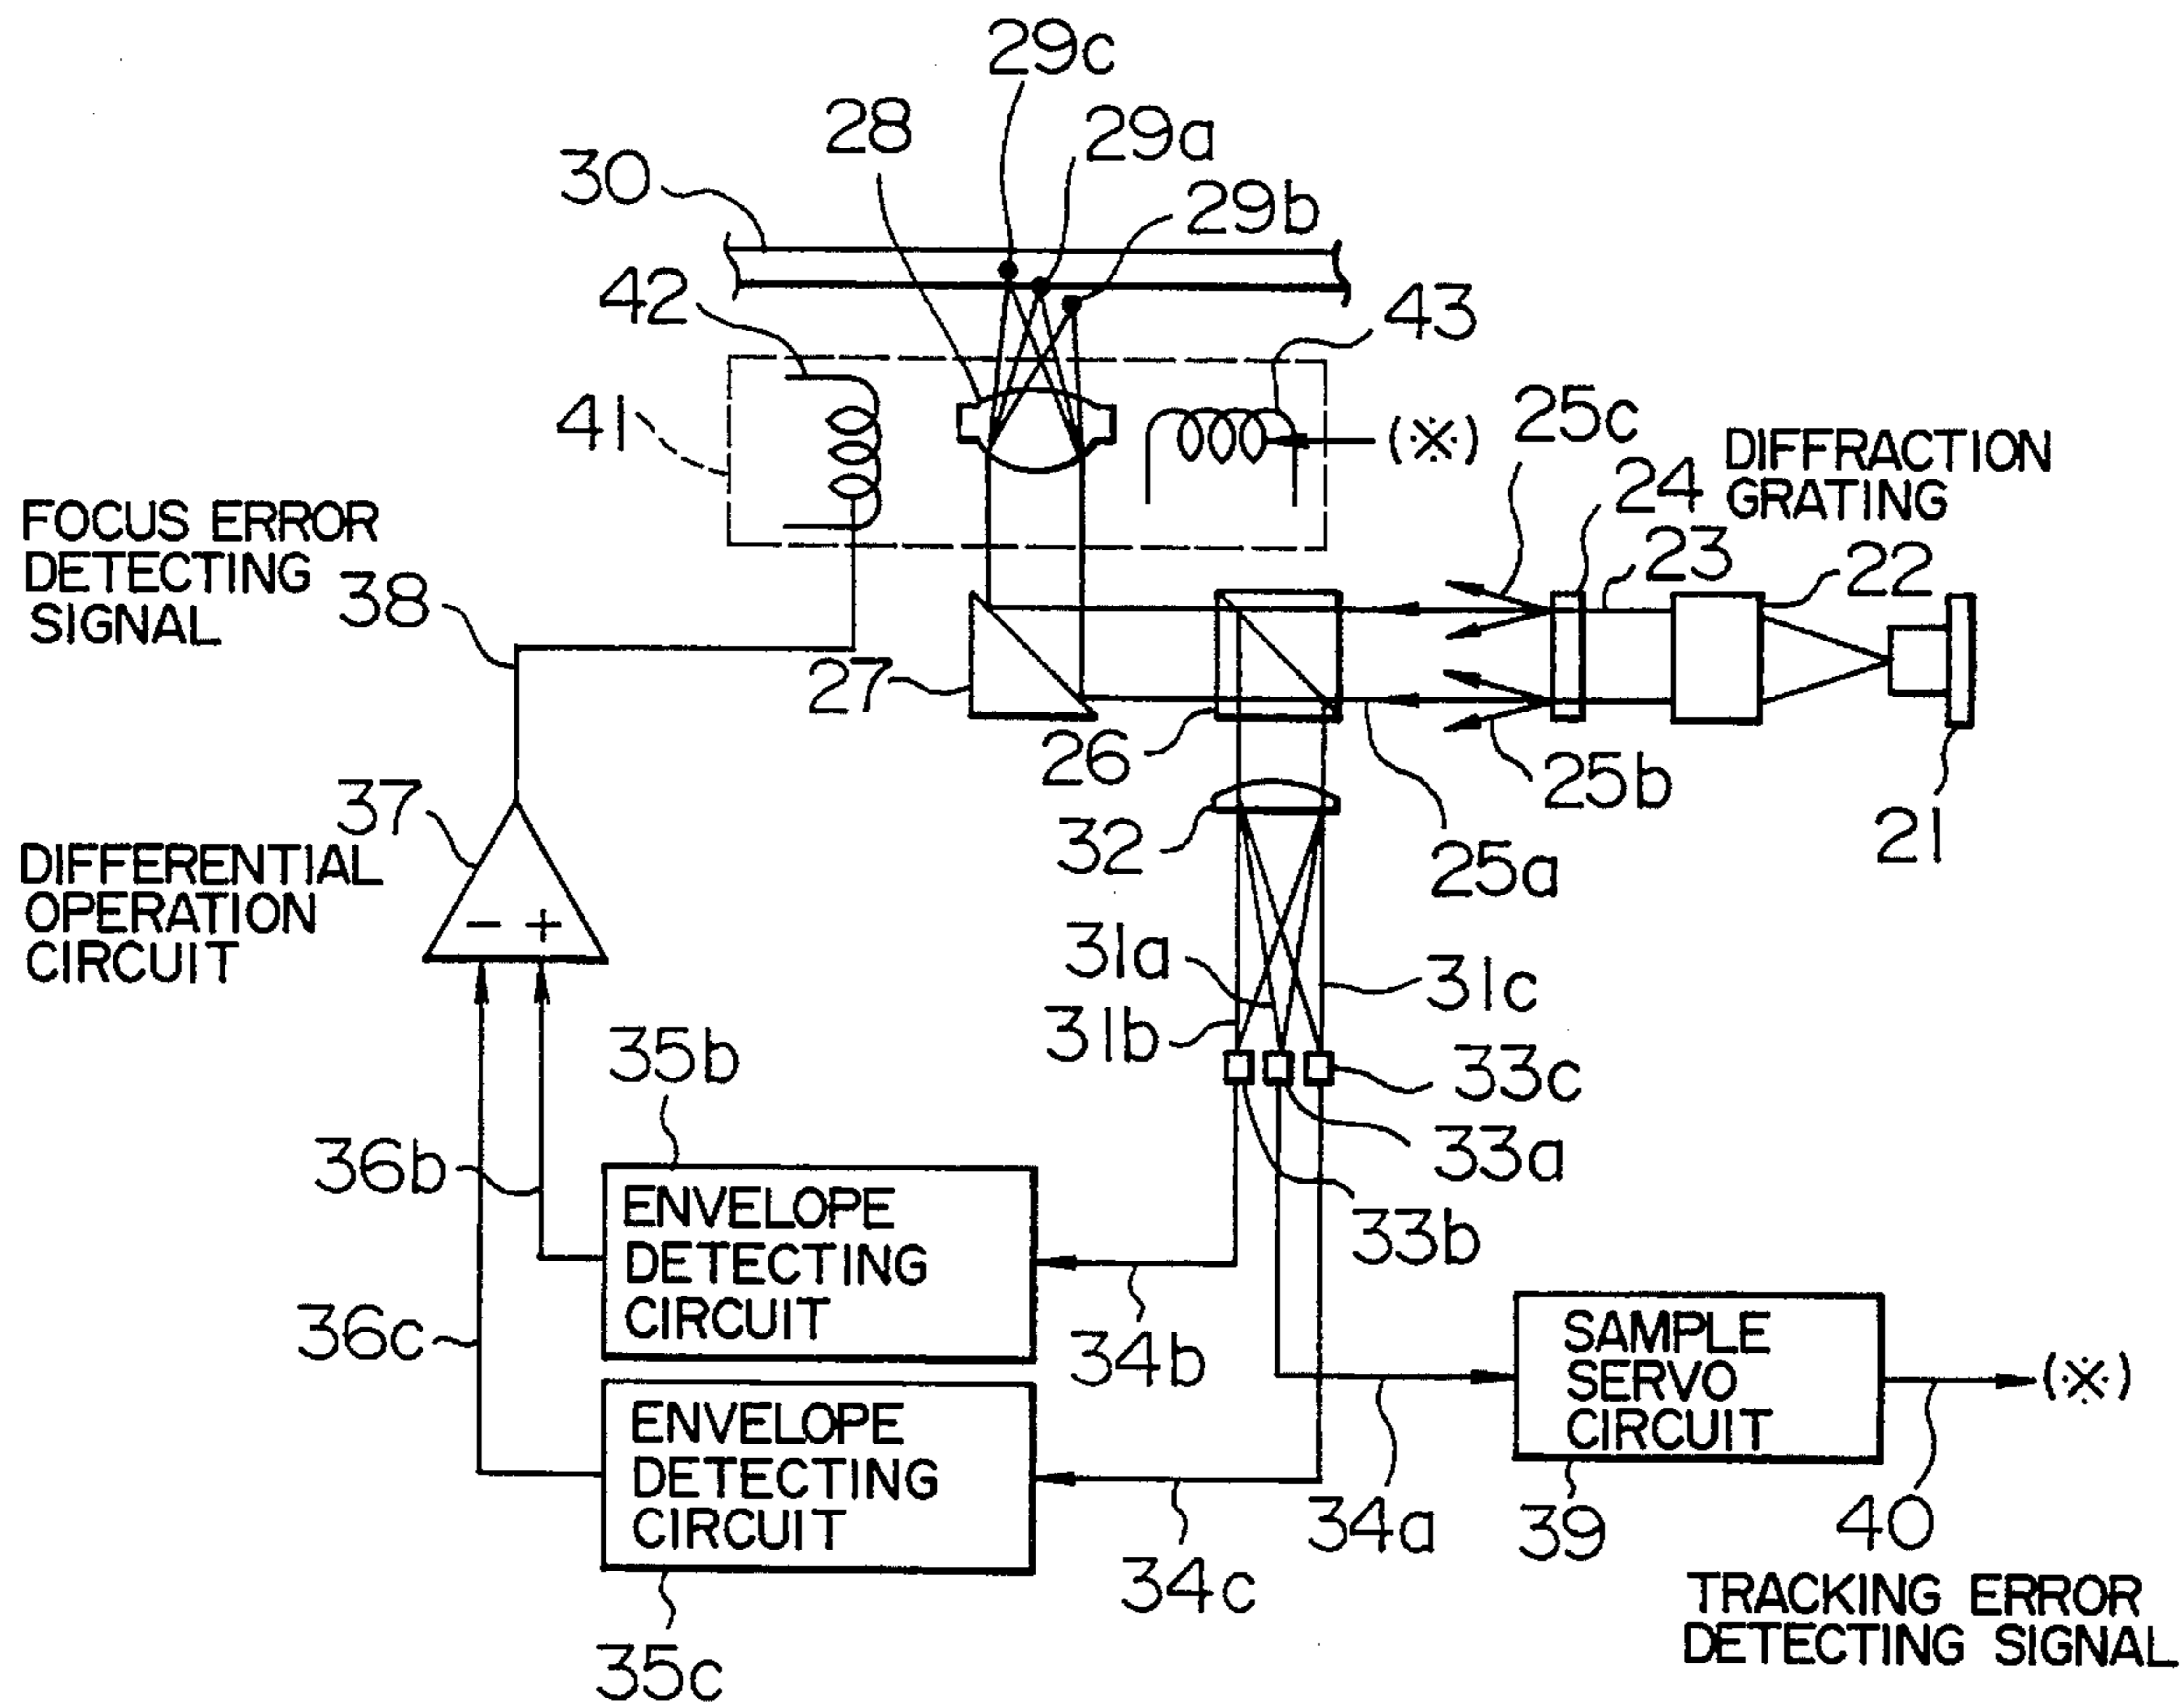 29c
28
29a
30
29b
42
43
41
(※)
25c
DIFFRACTION
GRATING
24
23
22
FOCUS ERROR
DETECTING
SIGNAL
38
27
26
25b
21
37
32
25a
DIFFERENTIAL
OPERATION
CIRCUIT
- +
31a
31c
31b
35b
33c
33a
36b
33b
ENVELOPE
DETECTING
CIRCUIT
34b
36c
SAMPLE
SERVO
CIRCUIT
(※)
ENVELOPE
DETECTING
CIRCUIT
34a
39
40
34c
35c
TRACKING ERROR
DETECTING SIGNAL